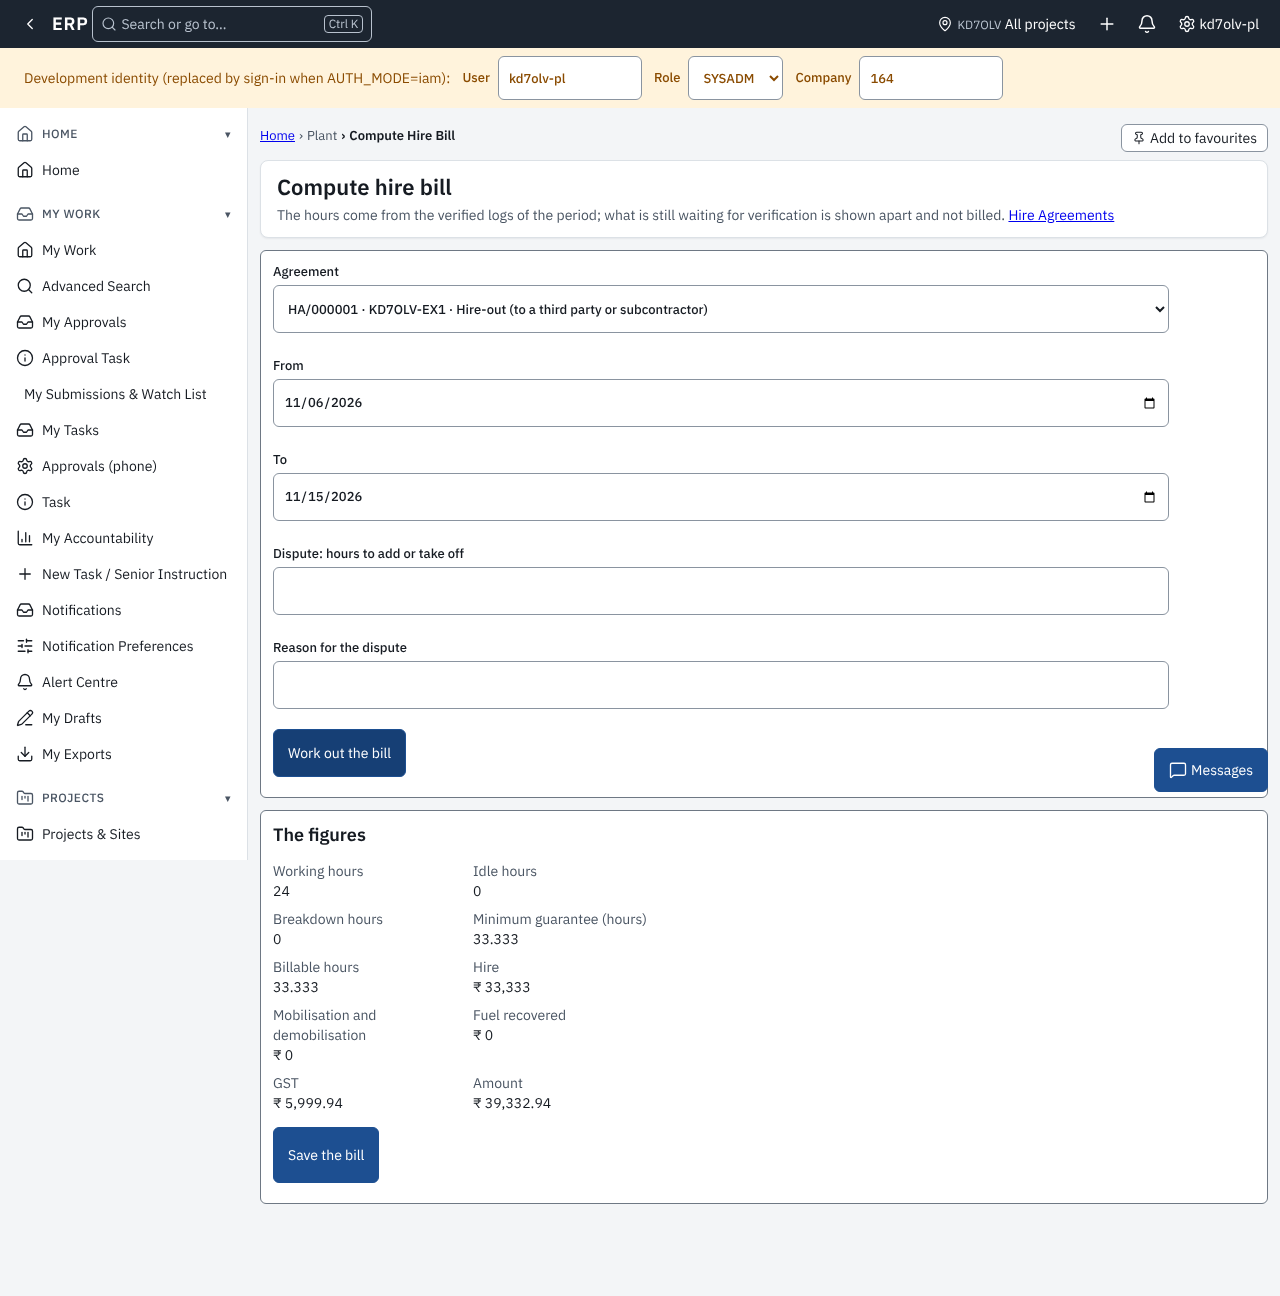 ERP
Search or go to...
Ctrl K
KD7OLV All projects
kd7olv-pl
Development identity (replaced by sign-in when AUTH_MODE=iam):
User
kd7olv-pl
Role
SYSADM
Company
164
HOME
Home
MY WORK
My Work
Advanced Search
My Approvals
Approval Task
My Submissions & Watch List
My Tasks
Approvals (phone)
Task
My Accountability
New Task / Senior Instruction
Notifications
Notification Preferences
Alert Centre
My Drafts
My Exports
PROJECTS
Projects & Sites
Home › Plant › Compute Hire Bill
Add to favourites
Compute hire bill
The hours come from the verified logs of the period; what is still waiting for verification is shown apart and not billed. Hire Agreements
Agreement
HA/000001 · KD7OLV-EX1 · Hire-out (to a third party or subcontractor)
From
11/06/2026
To
11/15/2026
Dispute: hours to add or take off
Reason for the dispute
Work out the bill
Messages
The figures
Working hours
24
Idle hours
0
Breakdown hours
0
Minimum guarantee (hours)
33.333
Billable hours
33.333
Hire
₹ 33,333
Mobilisation and
demobilisation
₹ 0
Fuel recovered
₹ 0
GST
₹ 5,999.94
Amount
₹ 39,332.94
Save the bill